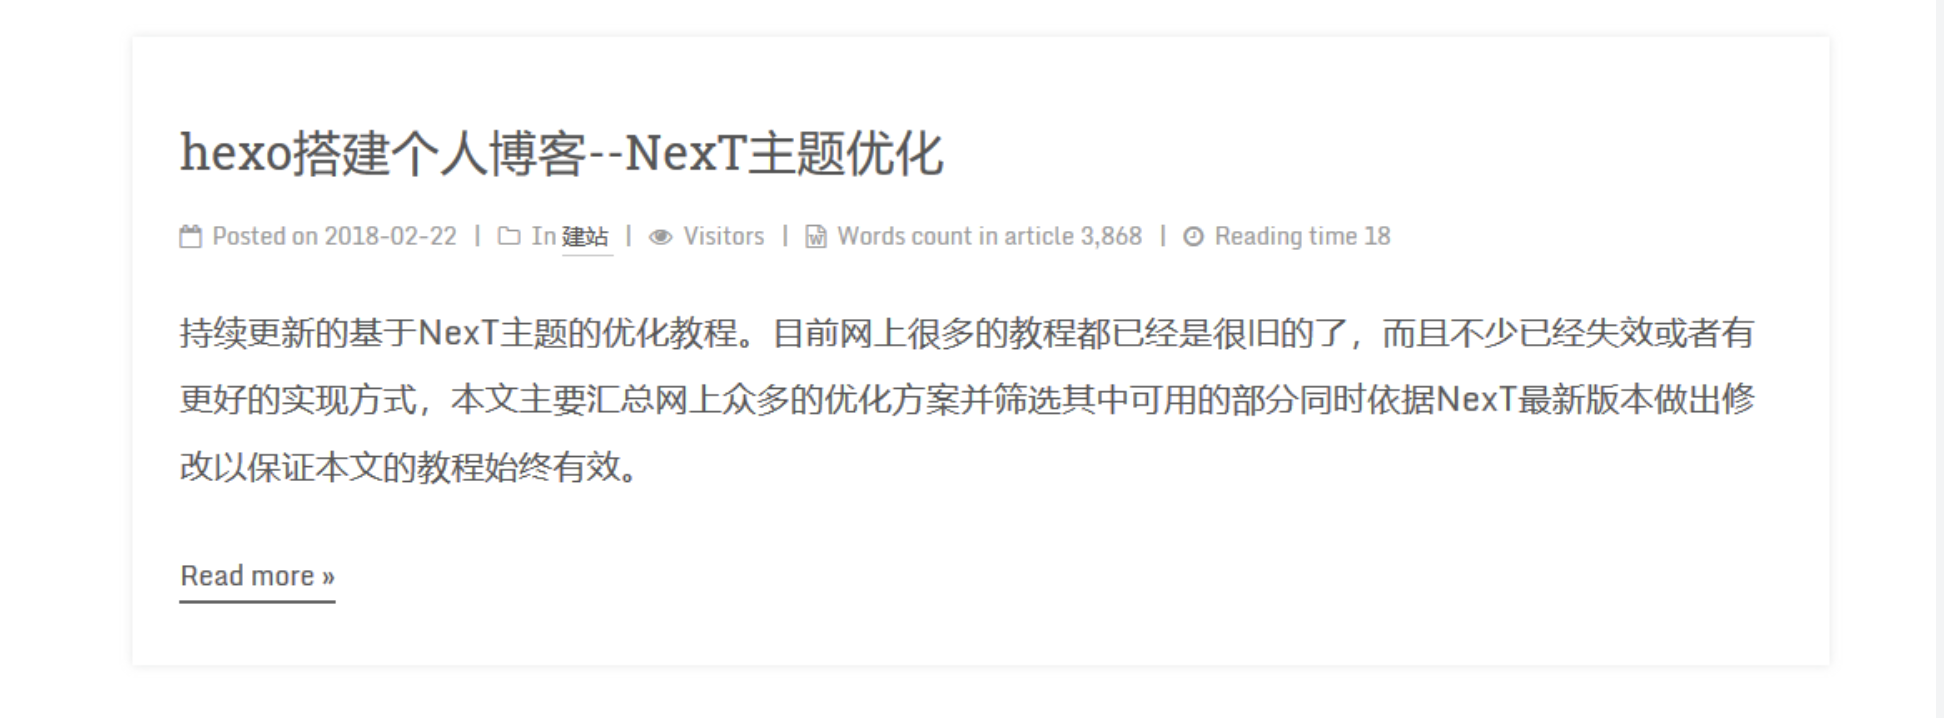 hexo搭建个人博客--NexT主题优化
Posted on 2018-02-22 | In 建站 | Visitors | Words count in article 3,868 | Reading time 18
持续更新的基于NexT主题的优化教程。目前网上很多的教程都已经是很旧的了，而且不少已经失效或者有
更好的实现方式，本文主要汇总网上众多的优化方案并筛选其中可用的部分同时依据NexT最新版本做出修
改以保证本文的教程始终有效。
Read more »